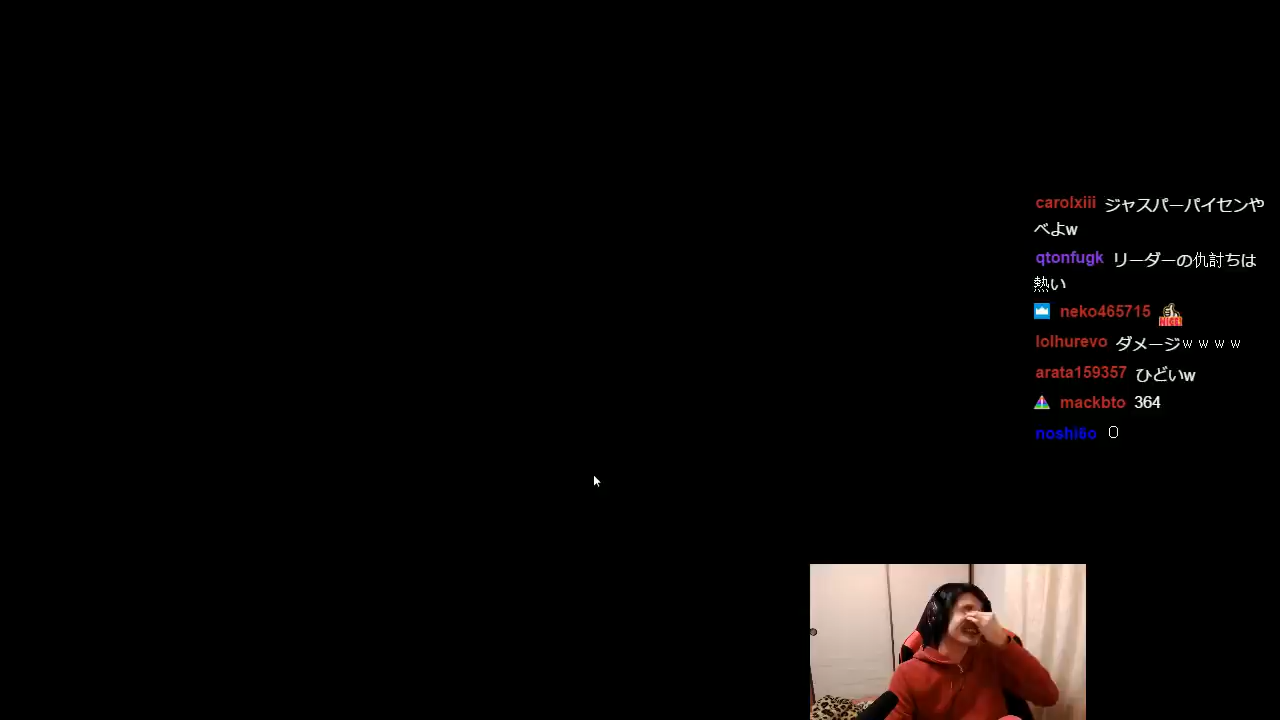 carolxiii ジャスパーパイセンや
べよw
qtonfugk リーダーの仇討ちは
熱い
neko465715 NICE!
lolhurevo ダメージｗｗｗｗ
arata159357 ひどいw
mackbto 364
noshi6o 0